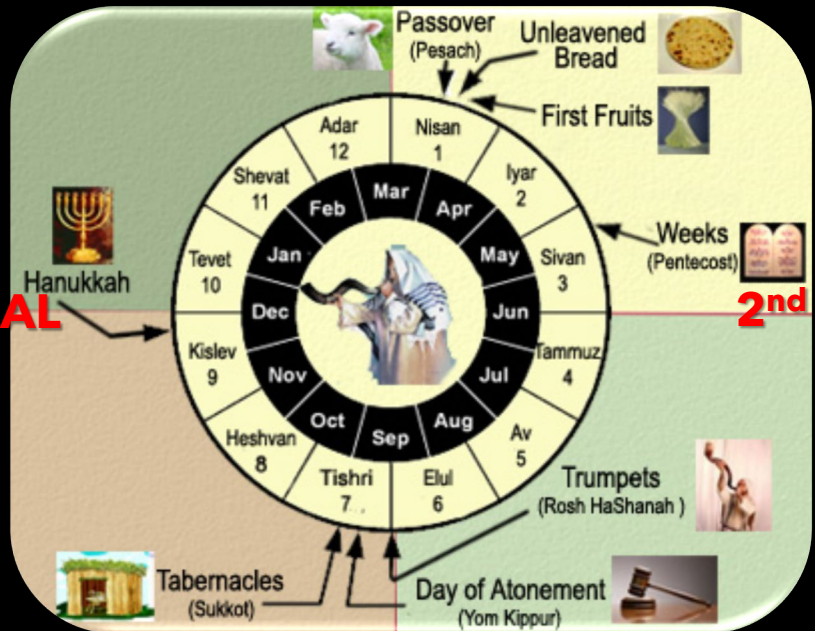 Passover
(Pesach)
Unleavened
Bread
First Fruits
Weeks
(Pentecost)
2nd
AL
Hanukkah
Nisan
1
Iyar
2
Sivan
3
Tammuz
4
Av
5
Elul
6
Tishri
7
Heshvan
8
Kislev
9
Tevet
10
Shevat
11
Adar
12
Mar
Apr
May
Jun
Jul
Aug
Sep
Oct
Nov
Dec
Jan
Feb
Trumpets
(Rosh HaShanah )
Day of Atonement
(Yom Kippur)
Tabernacles
(Sukkot)